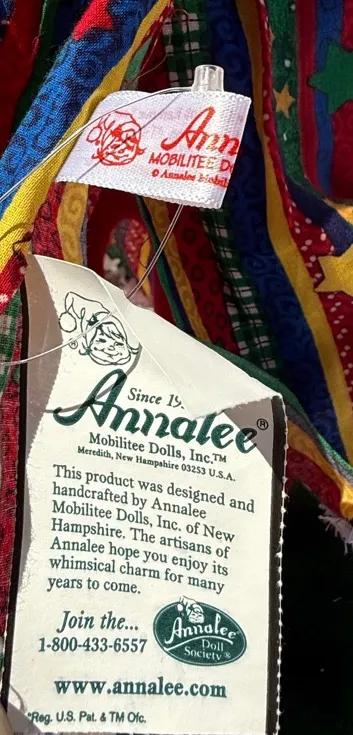 Ann
MOBILITEE D
© Annalee Mobili
Since 19
Annalee®
Mobilitee Dolls, Inc.™
Meredith, New Hampshire 03253 U.S.A.
This product was designed and
handcrafted by Annalee
Mobilitee Dolls, Inc. of New
Hampshire. The artisans of
Annalee hope you enjoy its
whimsical charm for many
years to come.
Join the...
1-800-433-6557
Annalee
Doll
Society®
www.annalee.com
*Reg. U.S. Pat. & TM Ofc.